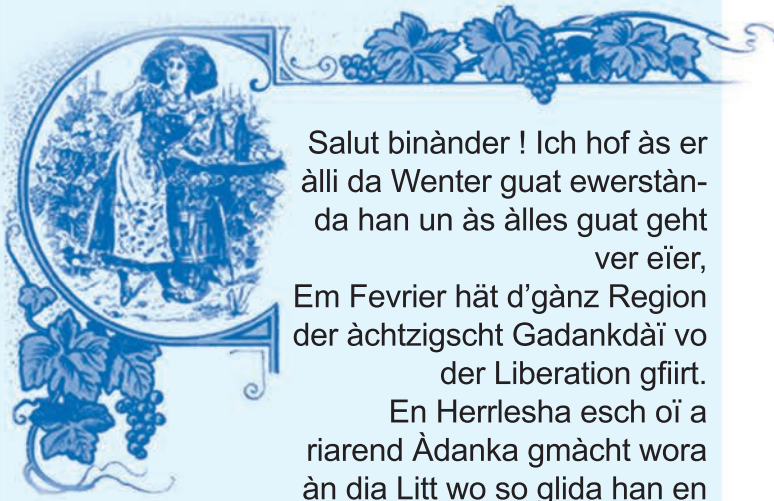 Salut binànder ! Ich hof às er
àlli da Wenter guat ewerstàn-
da han un às àlles guat geht
ver eïer,
Em Fevrier hät d'gànz Region
der àchtzigscht Gadankdàï vo
der Liberation gfiirt.
En Herrlesha esch oï a
riarend Àdanka gmàcht wora
àn dia Litt wo so glida han en